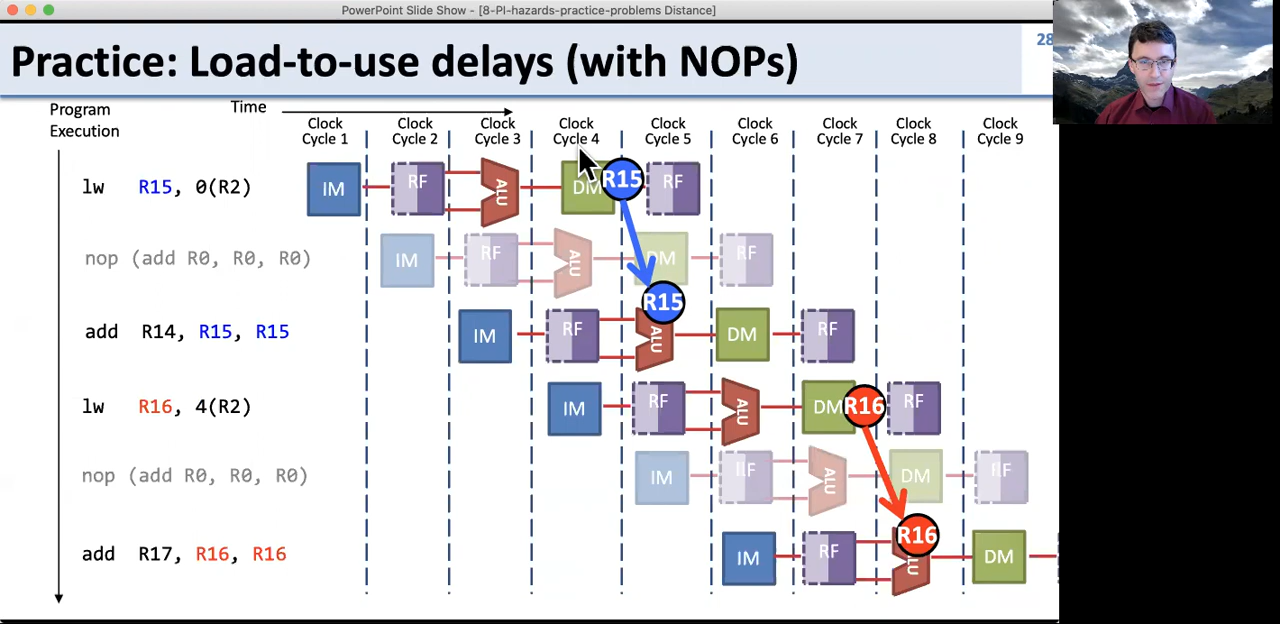 PowerPoint Slide Show - [8-PI-hazards-practice-problems Distance]
Practice: Load-to-use delays (with NOPs)
28
Program
Execution
Time
Clock
Cycle 1
Clock
Cycle 2
Clock
Cycle 3
Clock
Cycle 4
Clock
Cycle 5
Clock
Cycle 6
Clock
Cycle 7
Clock
Cycle 8
Clock
Cycle 9
lw R15, 0(R2)
IM RF ALU DM R15 RF
nop (add R0, R0, R0)
IM RF ALU DM RF
R15
add R14, R15, R15
IM RF ALU DM RF
lw R16, 4(R2)
IM RF ALU DM R16 RF
nop (add R0, R0, R0)
IM RF ALU DM RF
R16
add R17, R16, R16
IM RF ALU DM